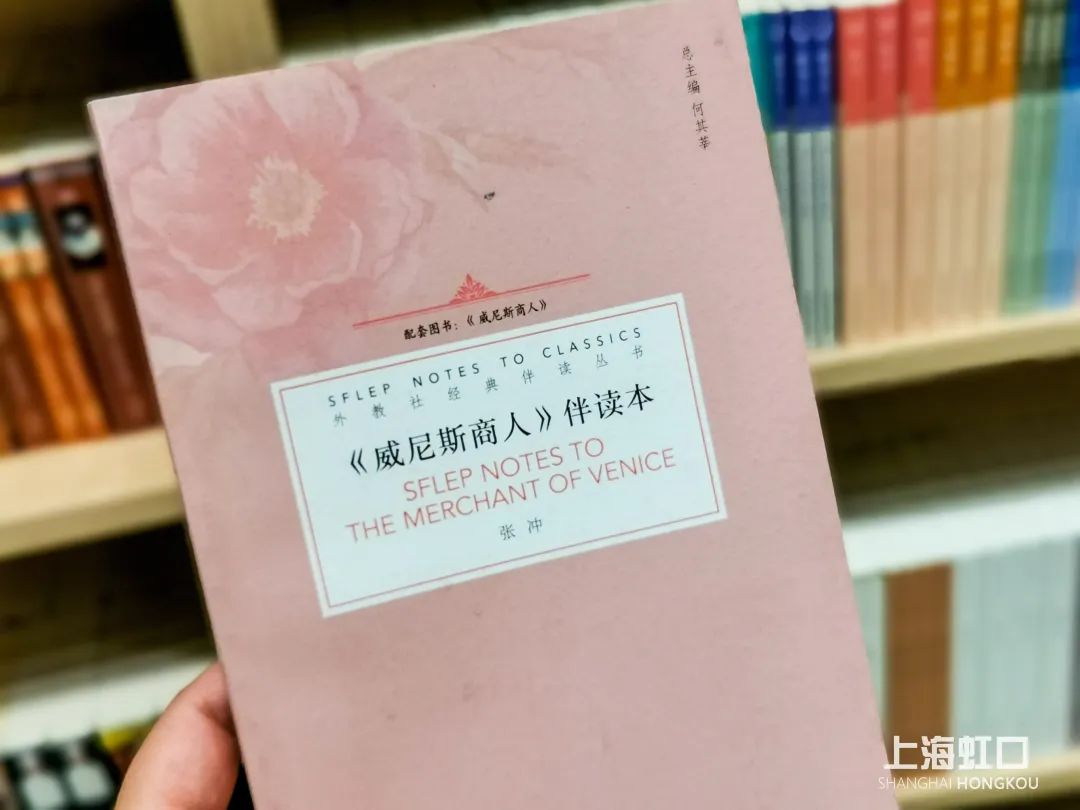 总主编 何其莘
配套图书：《威尼斯商人》
SFLEP NOTES TO CLASSICS
外教社经典伴读丛书
《威尼斯商人》伴读本
SFLEP NOTES TO
THE MERCHANT OF VENICE
张冲
上海虹口
SHANGHAI HONGKOU